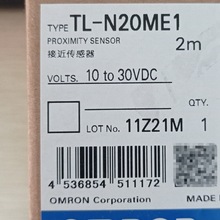 TYPE TL-N20ME1
PROXIMITY SENSOR 2m
接近传感器
VOLTS. 10 to 30VDC
QTY.
LOT No. 11Z21M 1
4 536854 511172
OMRON Corporation MADE